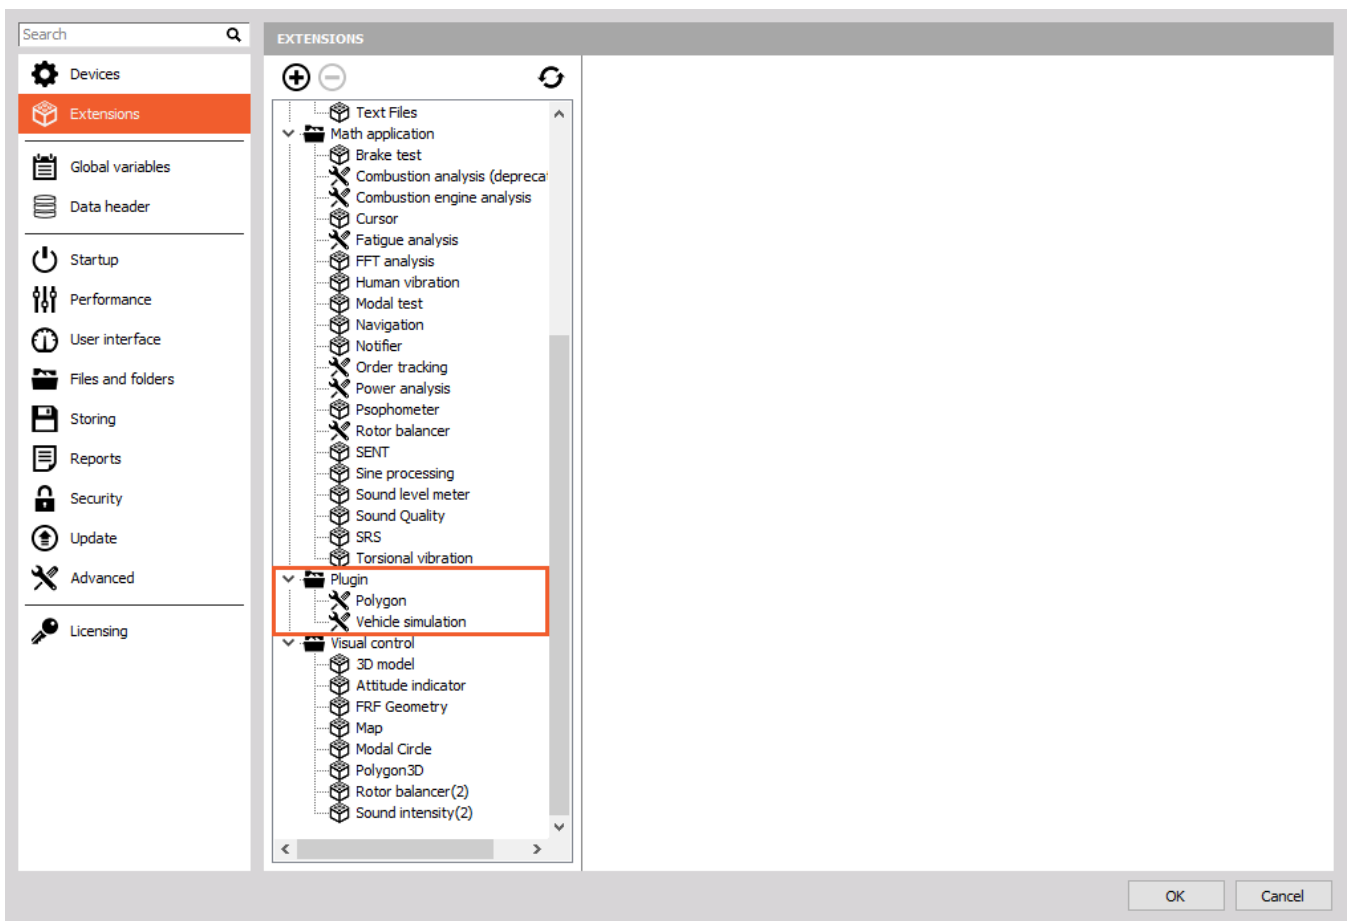 Search
Devices
Extensions
Global variables
Data header
Startup
Performance
User interface
Files and folders
Storing
Reports
Security
Update
Advanced
Licensing
EXTENSIONS
Text Files
Math application
Brake test
Combustion analysis (depreca
Combustion engine analysis
Cursor
Fatigue analysis
FFT analysis
Human vibration
Modal test
Navigation
Notifier
Order tracking
Power analysis
Psophometer
Rotor balancer
SENT
Sine processing
Sound level meter
Sound Quality
SRS
Torsional vibration
Plugin
Polygon
Vehicle simulation
Visual control
3D model
Attitude indicator
FRF Geometry
Map
Modal Circle
Polygon3D
Rotor balancer(2)
Sound intensity(2)
OK
Cancel